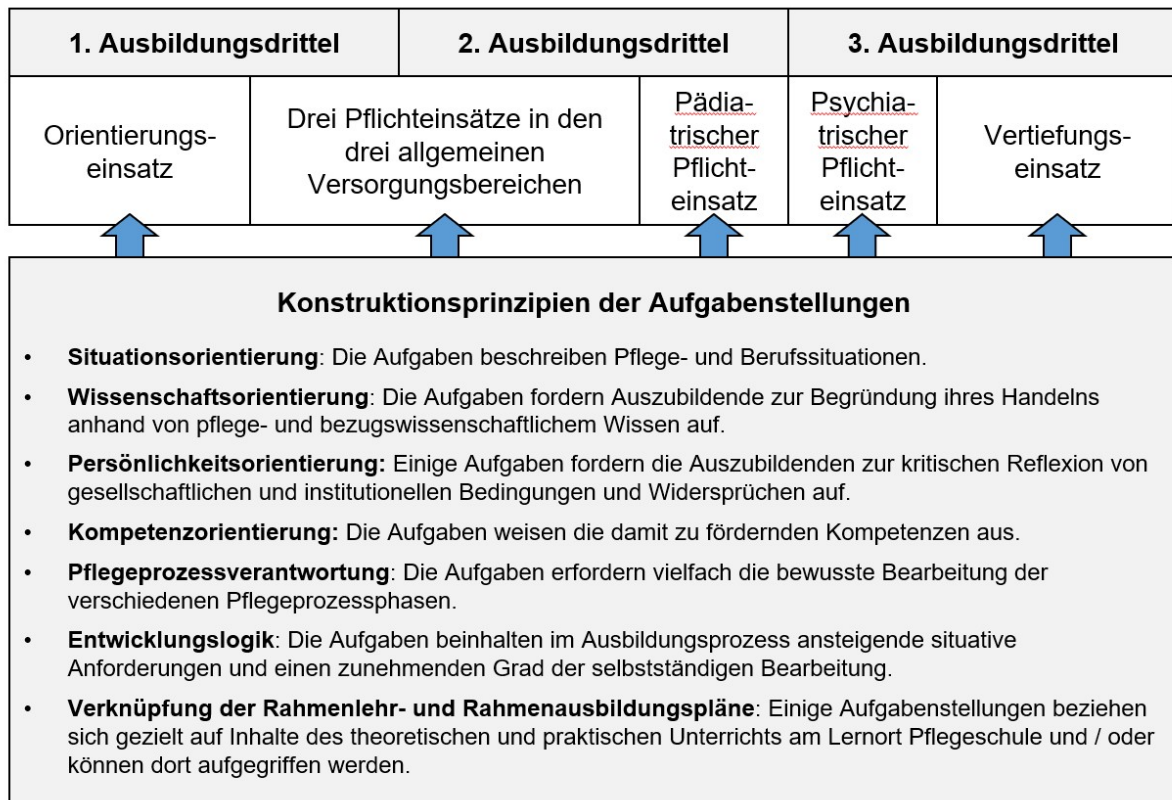 1. Ausbildungsdrittel
2. Ausbildungsdrittel
3. Ausbildungsdrittel
Orientierungs-
einsatz
Drei Pflichteinsätze in den
drei allgemeinen
Versorgungsbereichen
Pädia-
trischer
Pflicht-
einsatz
Psychia-
trischer
Pflicht-
einsatz
Vertiefungs-
einsatz
Konstruktionsprinzipien der Aufgabenstellungen
• Situationsorientierung: Die Aufgaben beschreiben Pflege- und Berufssituationen.
• Wissenschaftsorientierung: Die Aufgaben fordern Auszubildende zur Begründung ihres Handelns
anhand von pflege- und bezugswissenschaftlichem Wissen auf.
• Persönlichkeitsorientierung: Einige Aufgaben fordern die Auszubildenden zur kritischen Reflexion von
gesellschaftlichen und institutionellen Bedingungen und Widersprüchen auf.
• Kompetenzorientierung: Die Aufgaben weisen die damit zu fördernden Kompetenzen aus.
• Pflegeprozessverantwortung: Die Aufgaben erfordern vielfach die bewusste Bearbeitung der
verschiedenen Pflegeprozessphasen.
• Entwicklungslogik: Die Aufgaben beinhalten im Ausbildungsprozess ansteigende situative
Anforderungen und einen zunehmenden Grad der selbstständigen Bearbeitung.
• Verknüpfung der Rahmenlehr- und Rahmenausbildungspläne: Einige Aufgabenstellungen beziehen
sich gezielt auf Inhalte des theoretischen und praktischen Unterrichts am Lernort Pflegeschule und / oder
können dort aufgegriffen werden.